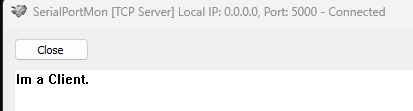 SerialPortMon [TCP Server] Local IP: 0.0.0.0, Port: 5000 - Connected
Close
Im a Client.